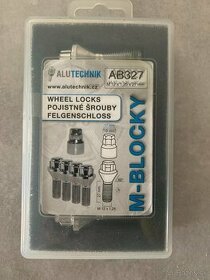 ALUTECHNIK
www.alutechnik.cz
AB327
WHEEL LOCKS
POJISTNÉ ŠROUBY
FELGENSCHLOSS
M-BLOCKY